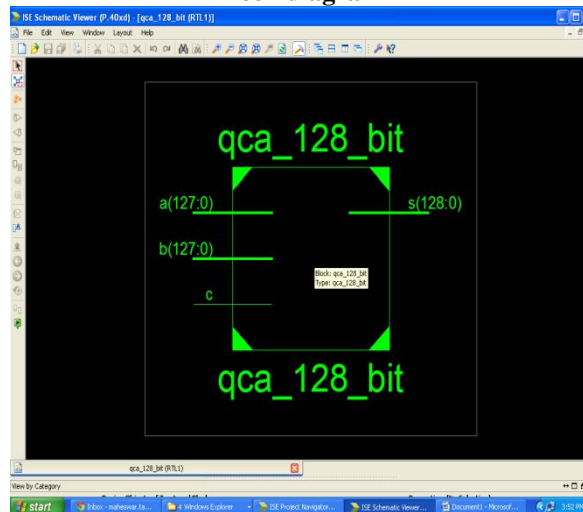 ISE Schematic Viewer (P.40xd) - [qca_128_bit (RTL1)]
File Edit View Window Layout Help
qca_128_bit
a(127:0)
s(128:0)
b(127:0)
Block: qca_128_bit
Type: qca_128_bit
c
qca_128_bit
qca_128_bit (RTL1)
View by Category
start
Inbox - maheswar.ta...
4 Windows Explorer
ISE Project Navigator...
ISE Schematic Viewer...
Document1 - Microsof...
3:52 PM